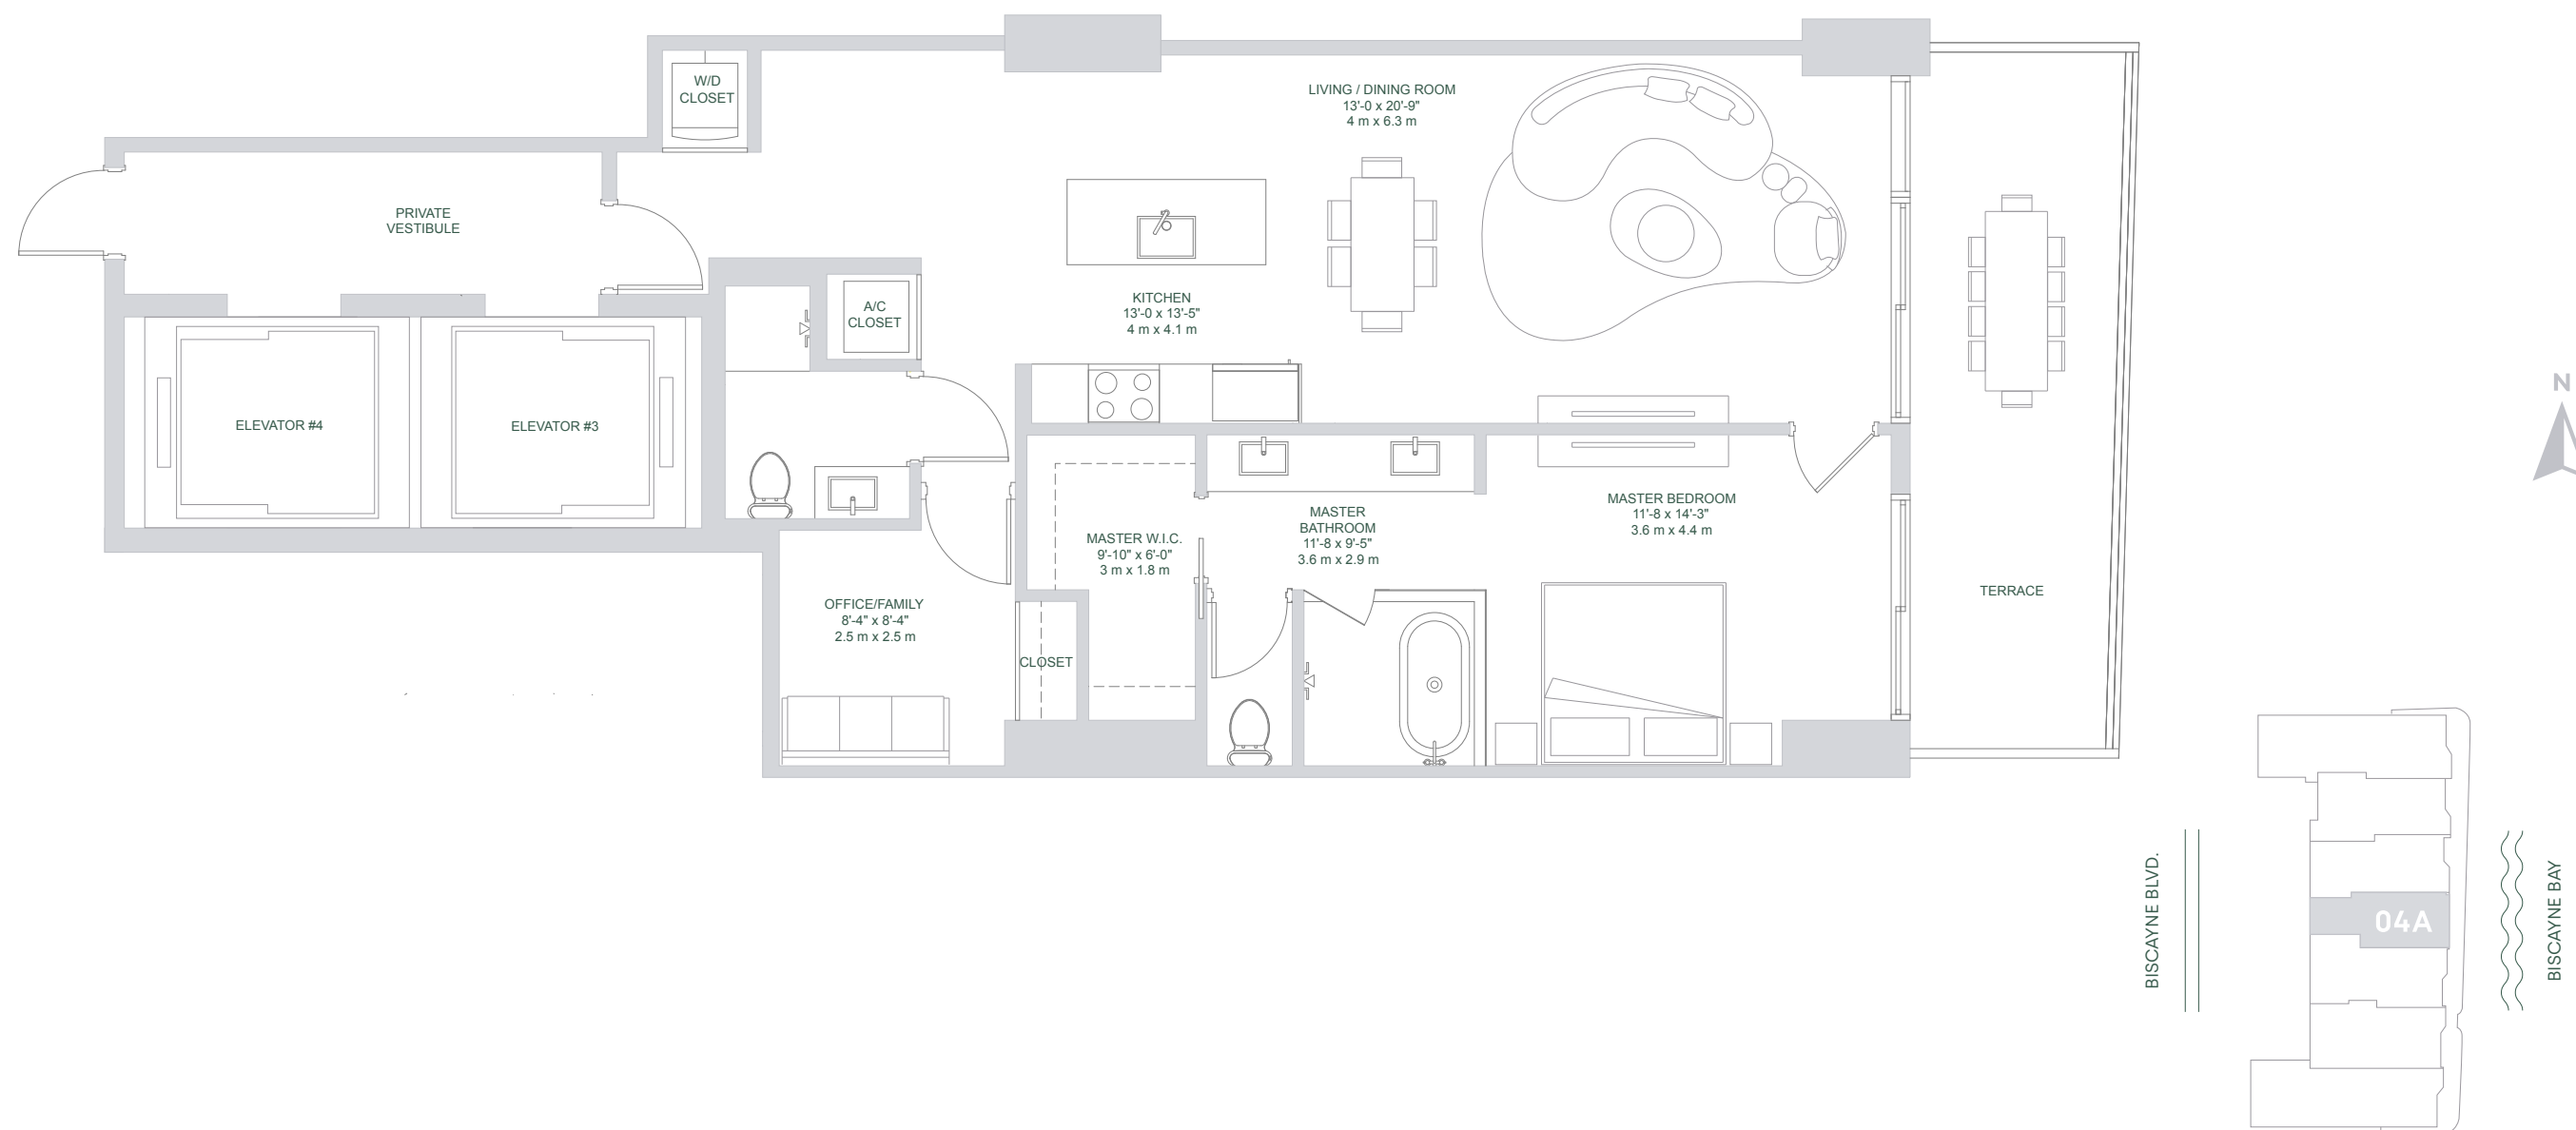 W/D
CLOSET
LIVING / DINING ROOM
13'-0 x 20'-9"
4 m x 6.3 m
PRIVATE
VESTIBULE
KITCHEN
13'-0 x 13'-5"
4 m x 4.1 m
A/C
CLOSET
ELEVATOR #4
ELEVATOR #3
N
MASTER BEDROOM
11'-8 x 14'-3"
3.6 m x 4.4 m
MASTER
BATHROOM
11'-8 x 9'-5"
3.6 m x 2.9 m
MASTER W.I.C.
9'-10" x 6'-0"
3 m x 1.8 m
TERRACE
OFFICE/FAMILY
8'-4" x 8'-4"
2.5 m x 2.5 m
CLOSET
BISCAYNE BLVD.
04A
BISCAYNE BAY